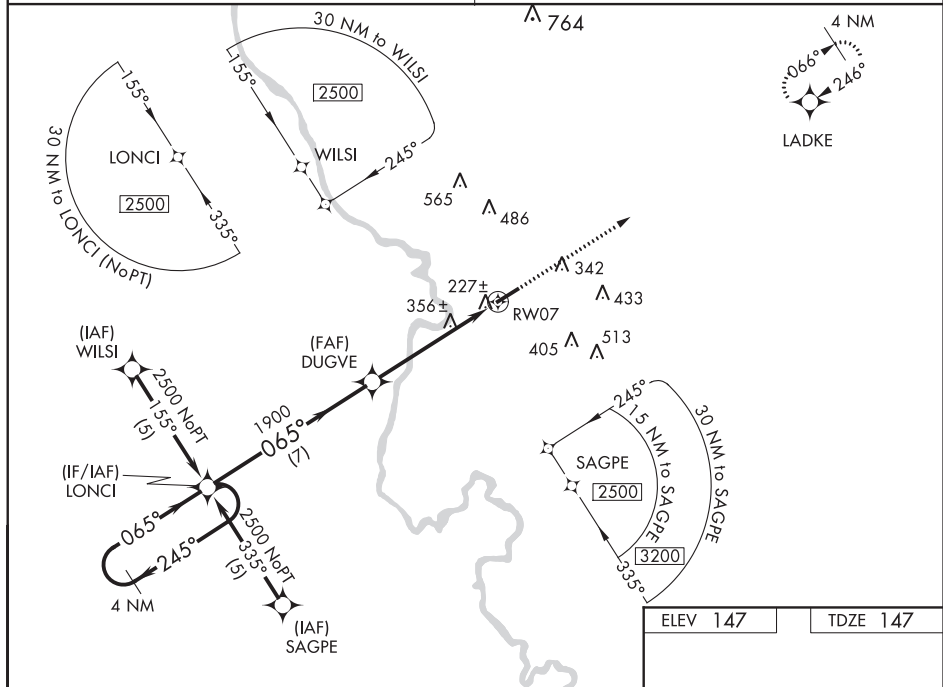 764
30 NM to WILSI
155°
2500
WILSI
245°
4 NM
066°
246°
LADKE
155°
LONCI
2500
335°
30 NM to LONCI (NoPT)
565
486
342
227±
433
RW07
356±
405
513
(IAF)
WILSI
2500 NoPT
155°
(5)
(FAF)
DUGVE
1900
065°
(7)
(IF/IAF)
LONCI
065°
245°
4 NM
2500 NoPT
335°
(5)
(IAF)
SAGPE
245°
15 NM to SAGPE
30 NM to SAGPE
SAGPE
2500
3200
335°
ELEV 147
TDZE 147